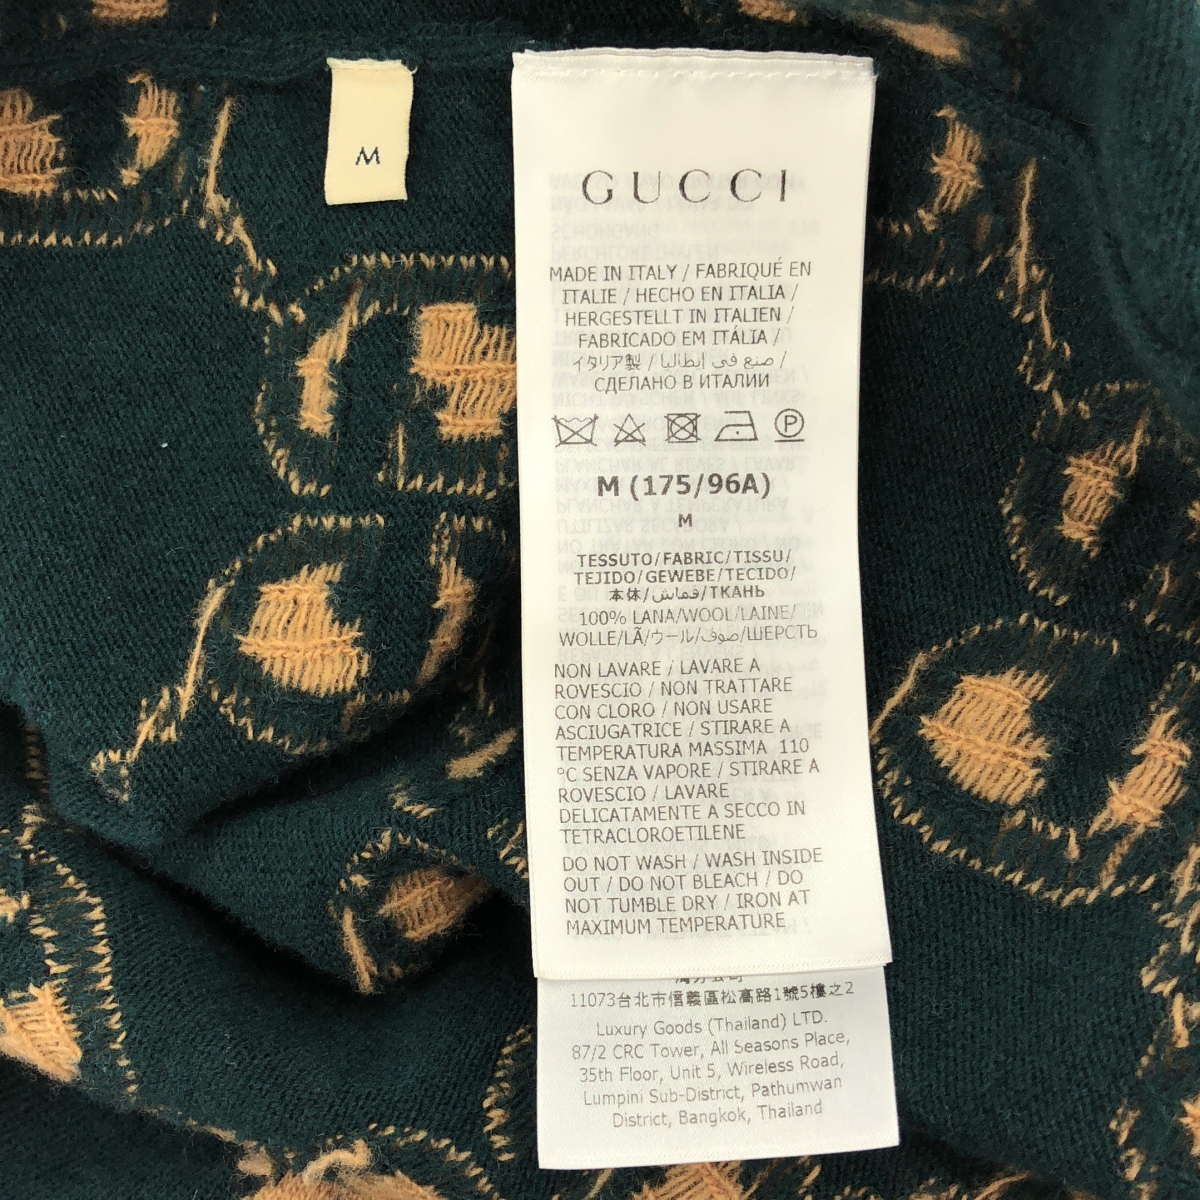 M
GUCCI
MADE IN ITALY / FABRIQUÉ EN
ITALIE / HECHO EN ITALIA /
HERGESTELLT IN ITALIEN /
FABRICADO EM ITÁLIA /
イタリア製 / صنع في إيطاليا /
СДЕЛАНО В ИТАЛИИ
P
M (175/96A)
M
TESSUTO/FABRIC/TISSU/
TEJIDO/GEWEBE/TECIDO/
本体/قماش/ТКАНЬ
100% LANA/WOOL/LAINE/
WOLLE/LÃ/ウール/صوف/ШЕРСТЬ
NON LAVARE / LAVARE A
ROVESCIO / NON TRATTARE
CON CLORO / NON USARE
ASCIUGATRICE / STIRARE A
TEMPERATURA MASSIMA 110
°C SENZA VAPORE / STIRARE A
ROVESCIO / LAVARE
DELICATAMENTE A SECCO IN
TETRACLOROETILENE
DO NOT WASH / WASH INSIDE
OUT / DO NOT BLEACH / DO
NOT TUMBLE DRY / IRON AT
MAXIMUM TEMPERATURE
11073台北市信義區松高路1號5樓之2
Luxury Goods (Thailand) LTD.
87/2 CRC Tower, All Seasons Place,
35th Floor, Unit 5, Wireless Road,
Lumpini Sub-District, Pathumwan
District, Bangkok, Thailand